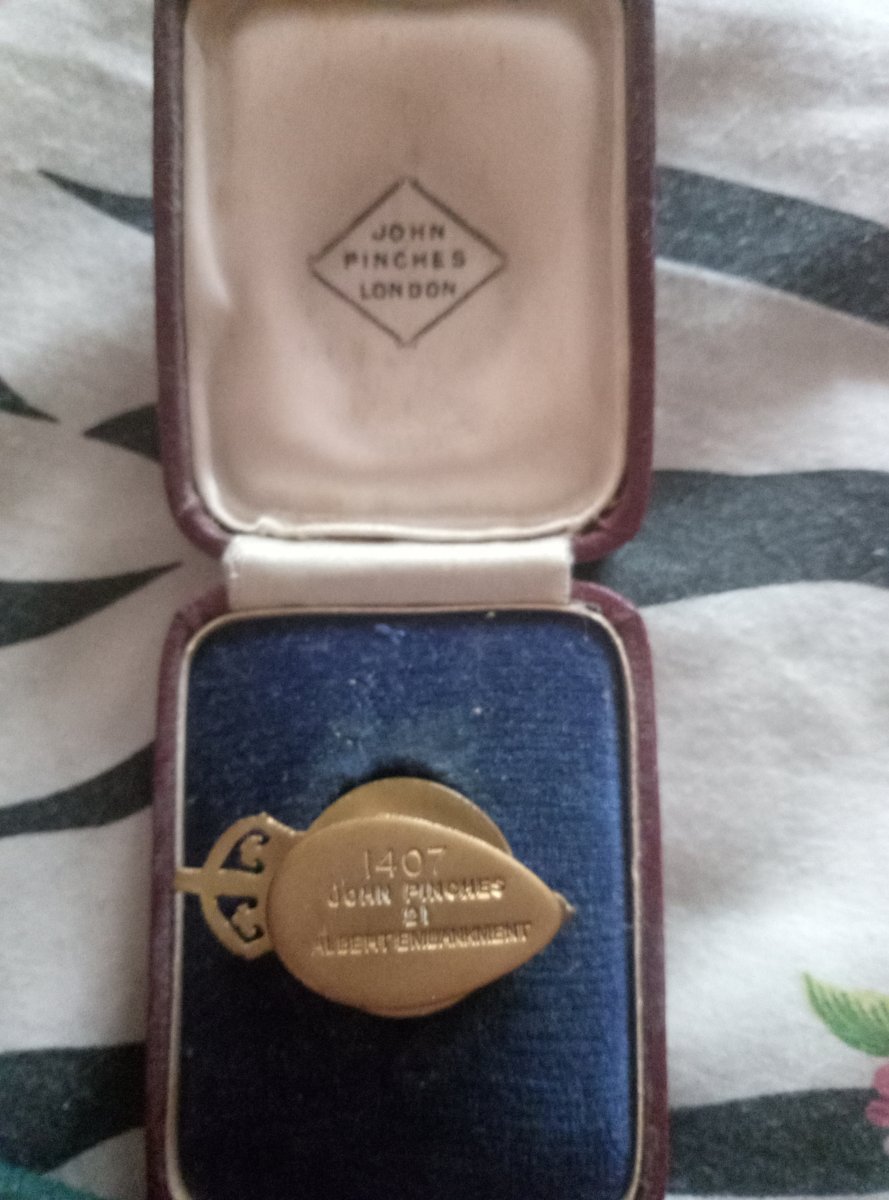 JOHN
PINCHES
LONDON
1407
JOHN PINCHES
21
ALBERT EMBANKMENT